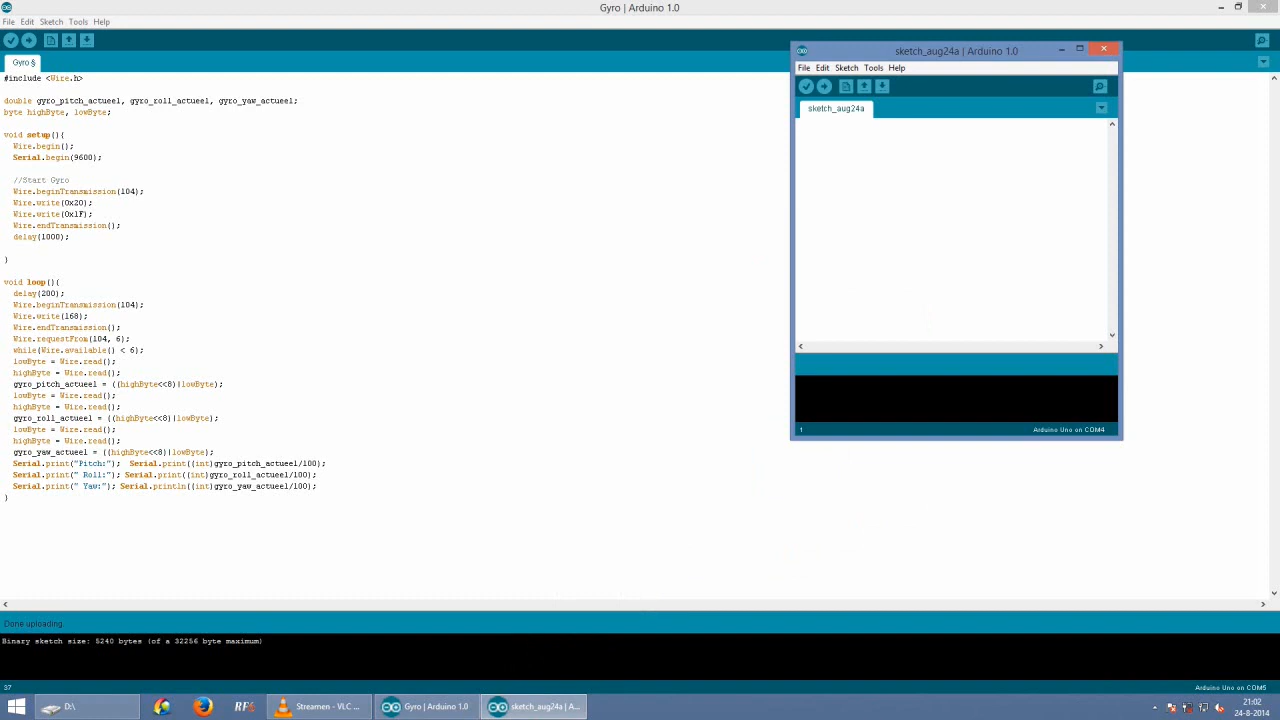 Gyro | Arduino 1.0
File Edit Sketch Tools Help
Gyro §
#include <Wire.h>
double gyro_pitch_actueel, gyro_roll_actueel, gyro_yaw_actueel;
byte highByte, lowByte;
void setup(){
Wire.begin();
Serial.begin(9600);
//Start Gyro
Wire.beginTransmission(104);
Wire.write(0x20);
Wire.write(0x1F);
Wire.endTransmission();
delay(1000);
}
void loop(){
delay(200);
Wire.beginTransmission(104);
Wire.write(168);
Wire.endTransmission();
Wire.requestFrom(104, 6);
while(Wire.available() < 6);
lowByte = Wire.read();
highByte = Wire.read();
gyro_pitch_actueel = ((highByte<<8)|lowByte);
lowByte = Wire.read();
highByte = Wire.read();
gyro_roll_actueel = ((highByte<<8)|lowByte);
lowByte = Wire.read();
highByte = Wire.read();
gyro_yaw_actueel = ((highByte<<8)|lowByte);
Serial.print("Pitch:");  Serial.print((int)gyro_pitch_actueel/100);
Serial.print(" Roll:"); Serial.print((int)gyro_roll_actueel/100);
Serial.print(" Yaw:"); Serial.println((int)gyro_yaw_actueel/100);
}
Done uploading.
Binary sketch size: 5240 bytes (of a 32256 byte maximum)
37
Arduino Uno on COM5
sketch_aug24a | Arduino 1.0
File Edit Sketch Tools Help
sketch_aug24a
1
Arduino Uno on COM4
D:\
Streamen - VLC ...
Gyro | Arduino 1.0
sketch_aug24a | A...
21:02
24-8-2014